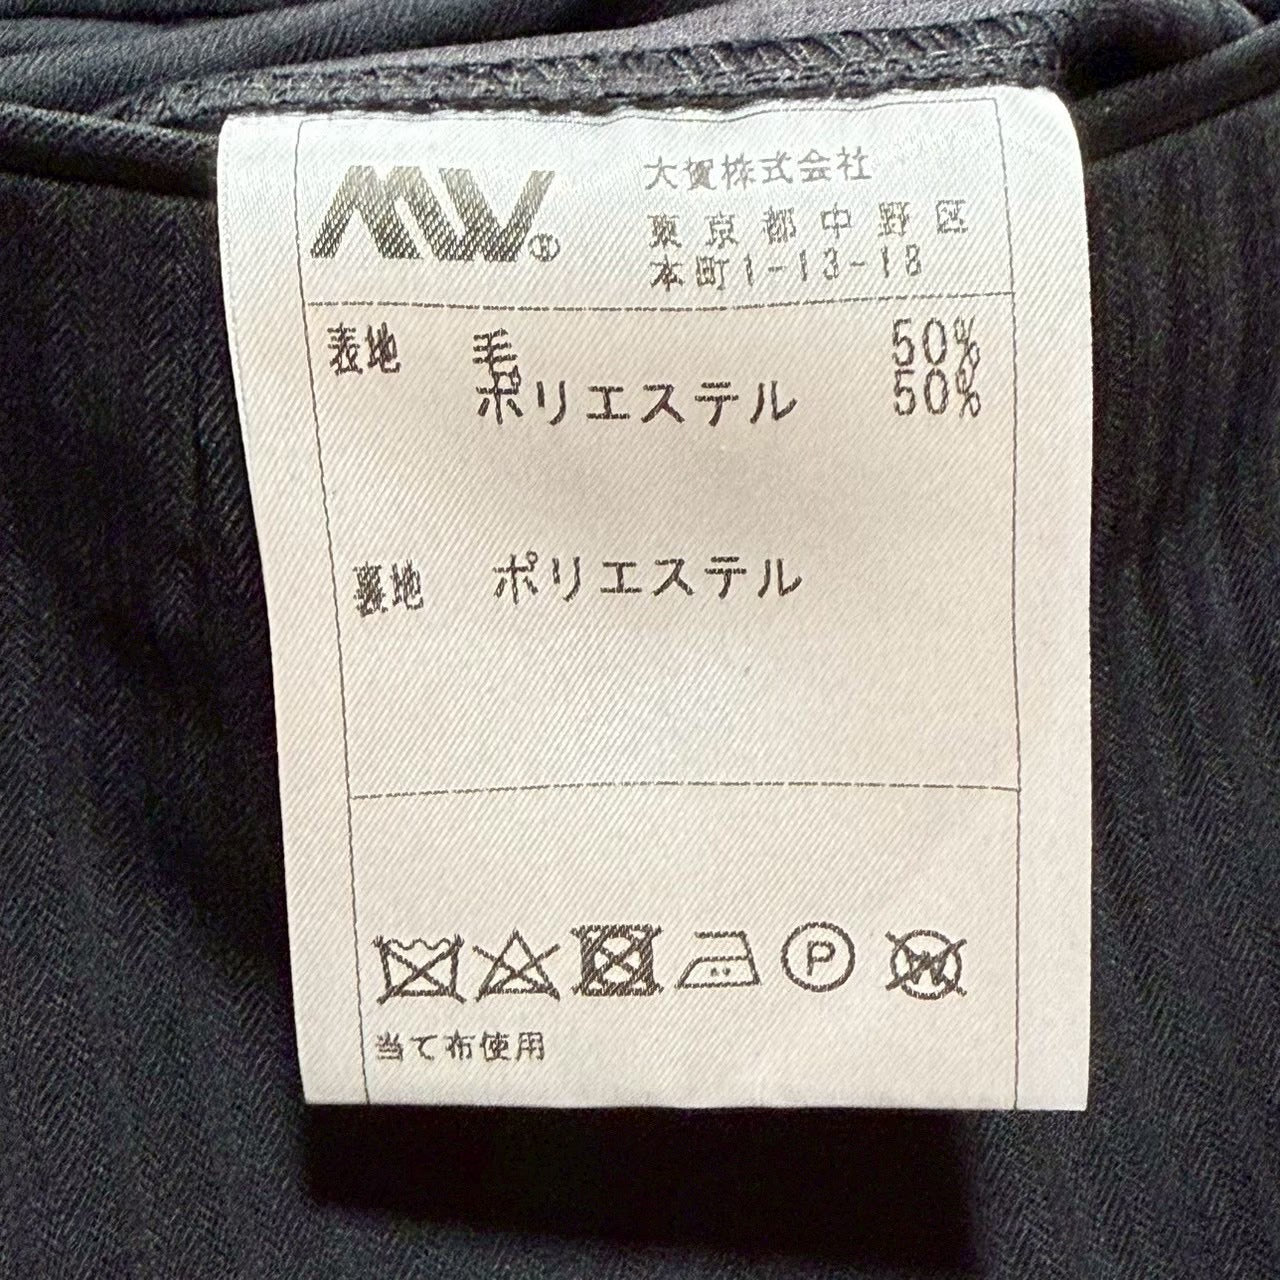 MW®
大賀株式会社
東京都中野区
本町1-13-18
表地 毛 50%
ポリエステル 50%
裏地 ポリエステル
P
W
当て布使用